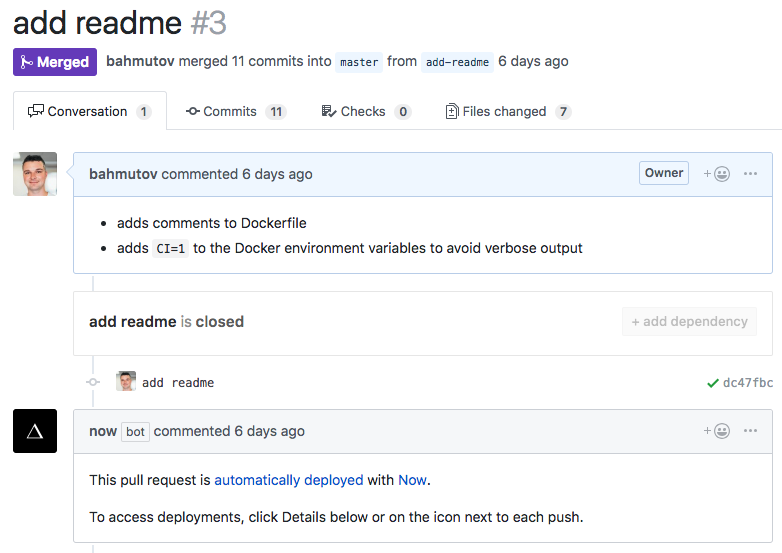 add readme #3
Merged bahmutov merged 11 commits into master from add-readme 6 days ago
Conversation 1 Commits 11 Checks 0 Files changed 7
bahmutov commented 6 days ago Owner
• adds comments to Dockerfile
• adds CI=1 to the Docker environment variables to avoid verbose output
add readme is closed + add dependency
add readme dc47fbc
now bot commented 6 days ago
This pull request is automatically deployed with Now.
To access deployments, click Details below or on the icon next to each push.